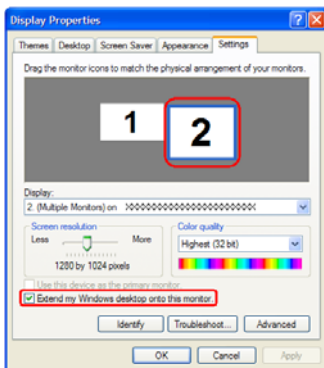 Display Properties
Themes Desktop Screen Saver Appearance Settings
Drag the monitor icons to match the physical arrangement of your monitors.
1 2
Display:
2. (Multiple Monitors) on
Screen resolution
Less More
1280 by 1024 pixels
Color quality
Highest (32 bit)
Use this device as the primary monitor.
Extend my Windows desktop onto this monitor.
Identify Troubleshoot... Advanced
OK Cancel Apply